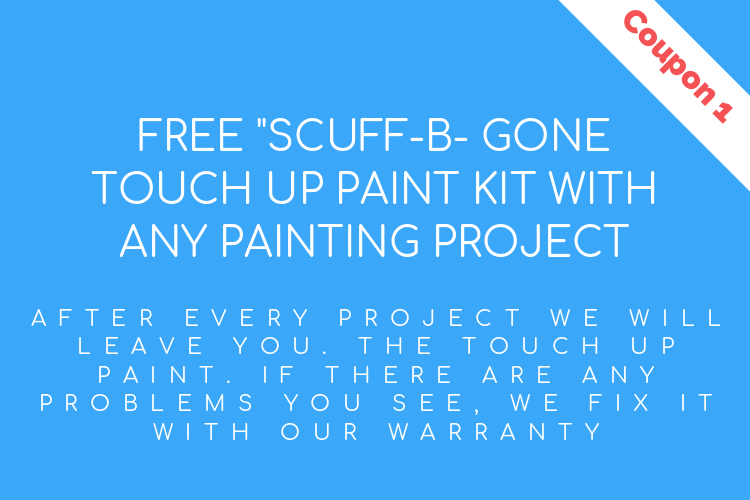 Coupon 1
FREE "SCUFF-B- GONE
TOUCH UP PAINT KIT WITH
ANY PAINTING PROJECT
AFTER EVERY PROJECT WE WILL
LEAVE YOU. THE TOUCH UP
PAINT. IF THERE ARE ANY
PROBLEMS YOU SEE, WE FIX IT
WITH OUR WARRANTY